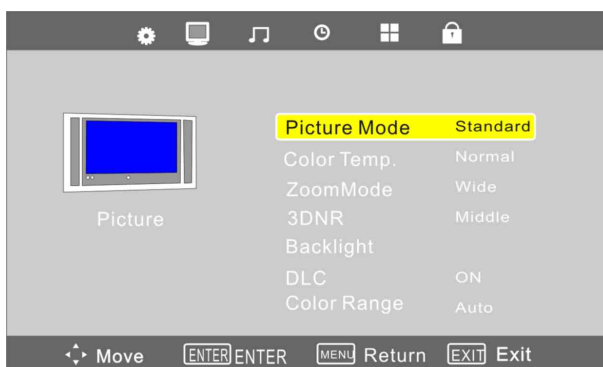 Picture Mode Standard
Color Temp. Normal
ZoomMode Wide
3DNR Middle
Picture
Backlight
DLC ON
Color Range Auto
Move ENTER ENTER MENU Return EXIT Exit